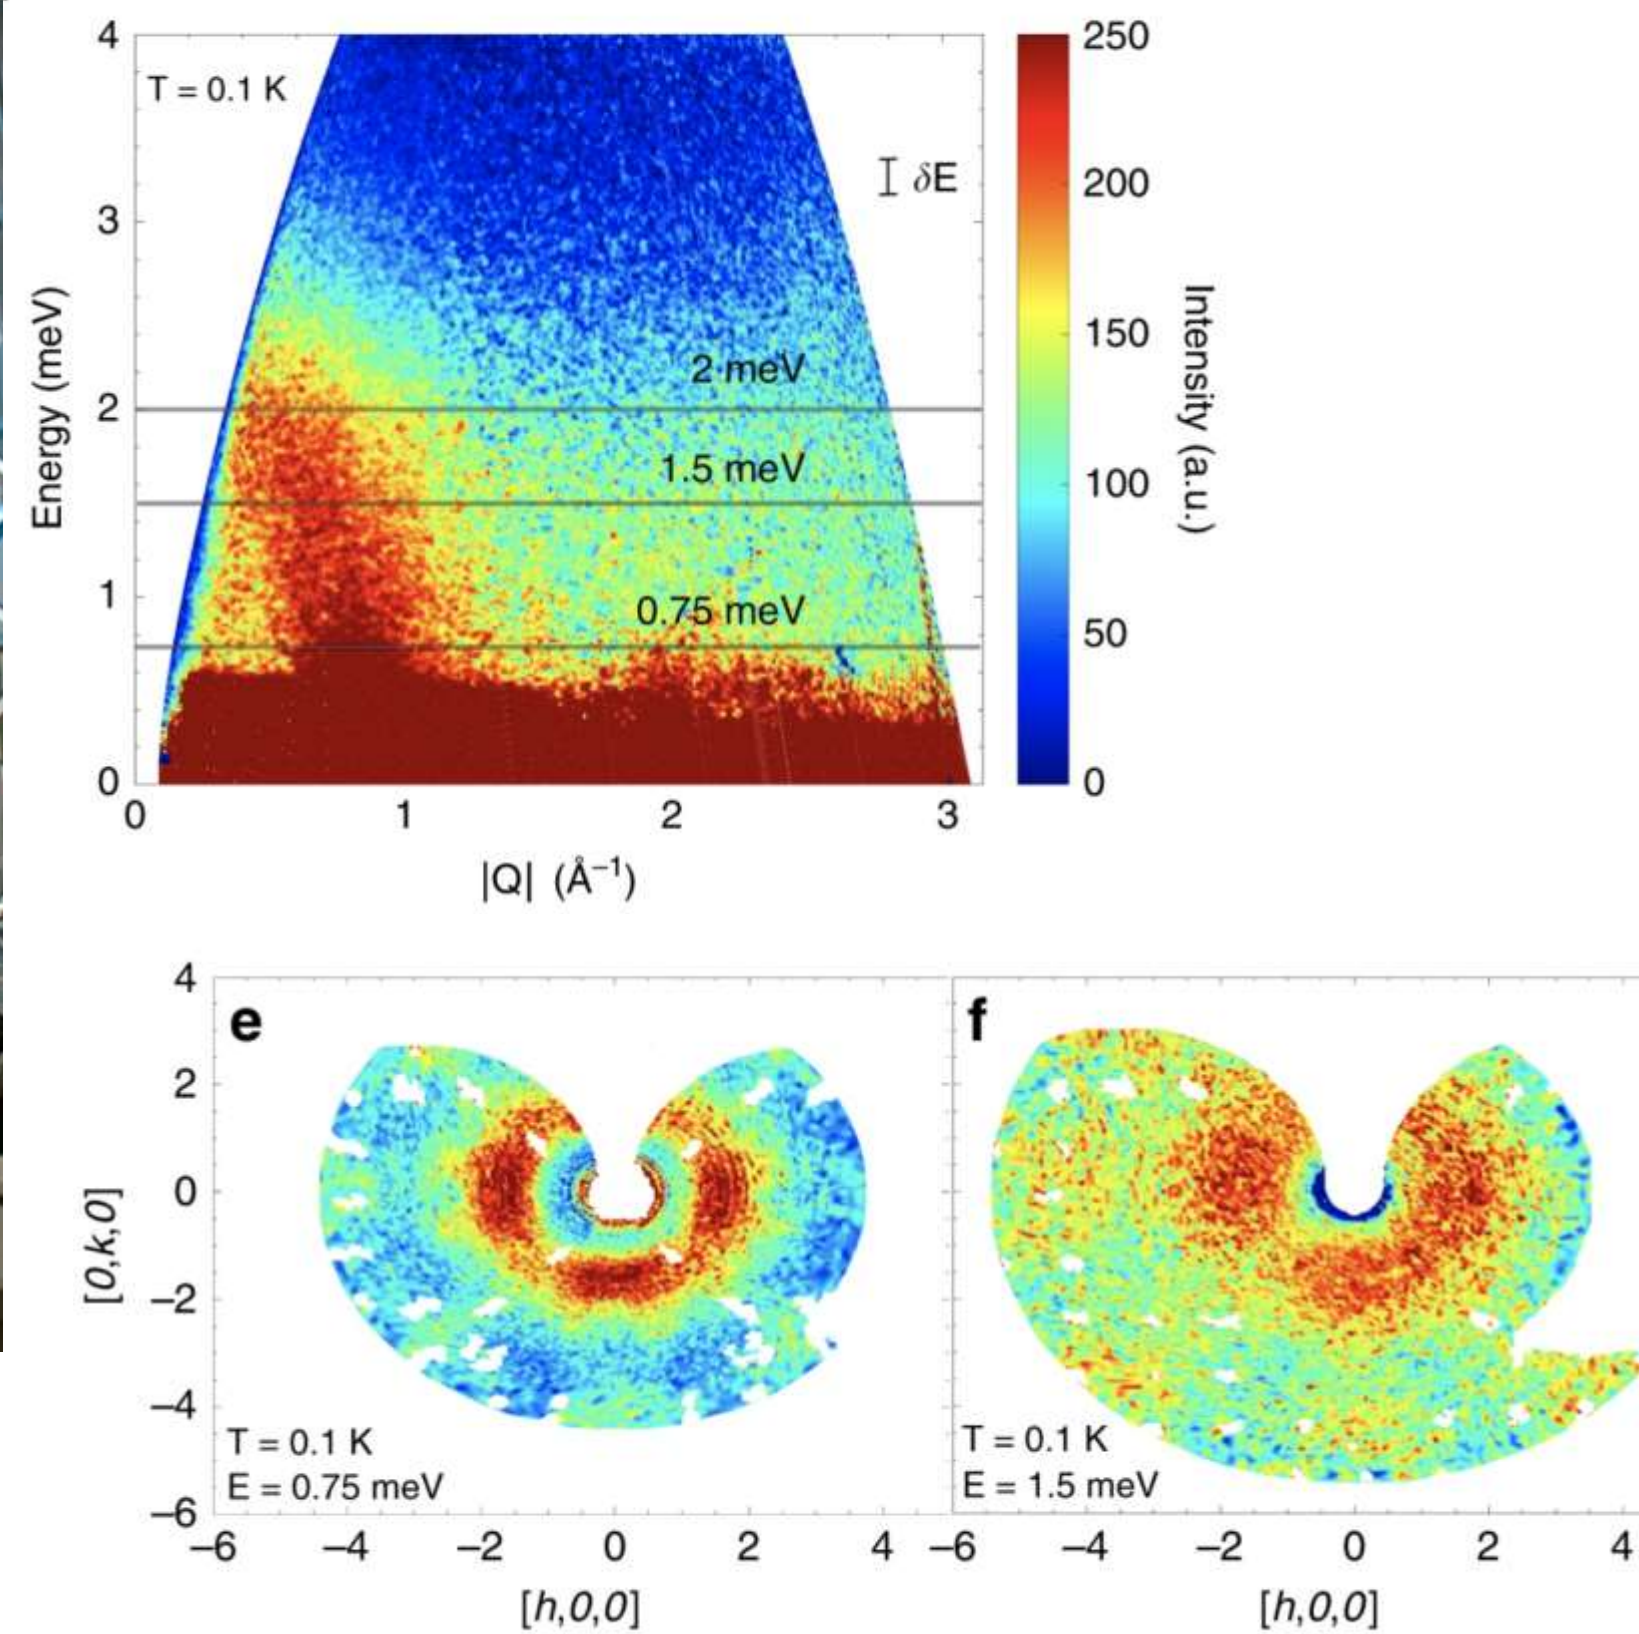 4
T = 0.1 K
3
δE
2 meV
2
1.5 meV
1
0.75 meV
0
Energy (meV)
0 1 2 3
|Q| (Å⁻¹)
250
200
150
100
50
0
Intensity (a.u.)
e
4
2
0
−2
−4
−6
[0,k,0]
T = 0.1 K
E = 0.75 meV
−6 −4 −2 0 2 4
[h,0,0]
f
T = 0.1 K
E = 1.5 meV
−6 −4 −2 0 2 4
[h,0,0]